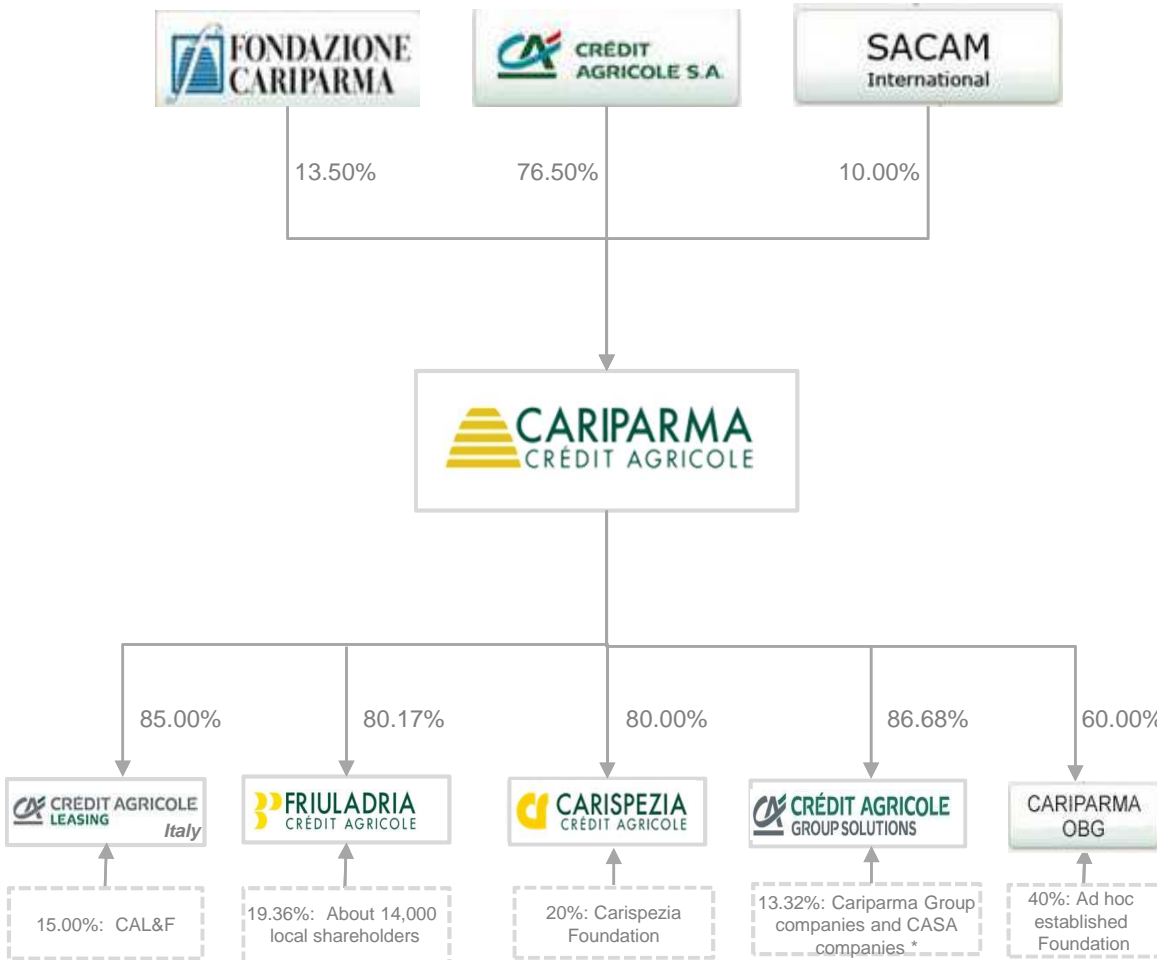 FONDAZIONE
CARIPARMA
CRÉDIT
AGRICOLE S.A.
SACAM
International
13.50%
76.50%
10.00%
CARIPARMA
CRÉDIT AGRICOLE
85.00%
80.17%
80.00%
86.68%
60.00%
CRÉDIT AGRICOLE
LEASING
Italy
FRIULADRIA
CRÉDIT AGRICOLE
CARISPEZIA
CRÉDIT AGRICOLE
CRÉDIT AGRICOLE
GROUP SOLUTIONS
CARIPARMA
OBG
15.00%: CAL&F
19.36%: About 14,000
local shareholders
20%: Carispezia
Foundation
13.32%: Cariparma Group
companies and CASA
companies *
40%: Ad hoc
established
Foundation